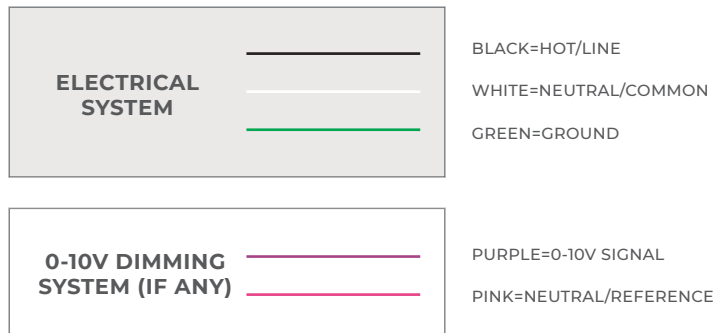 ELECTRICAL
SYSTEM
BLACK=HOT/LINE
WHITE=NEUTRAL/COMMON
GREEN=GROUND
0-10V DIMMING
SYSTEM (IF ANY)
PURPLE=0-10V SIGNAL
PINK=NEUTRAL/REFERENCE